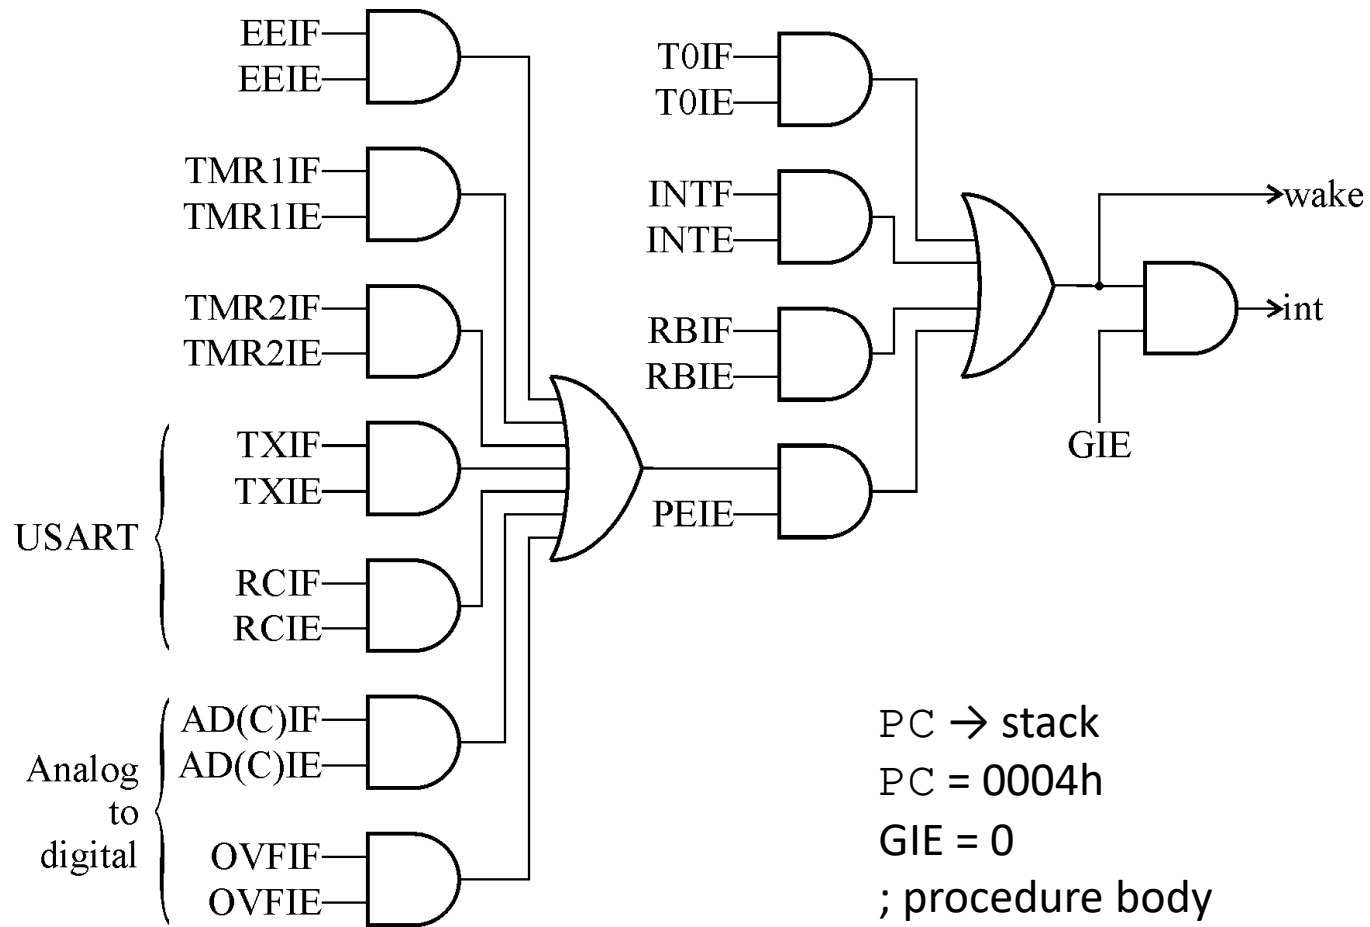 EEIF
EEIE
TMR1IF
TMR1IE
TMR2IF
TMR2IE
USART
TXIF
TXIE
RCIF
RCIE
Analog
to
digital
AD(C)IF
AD(C)IE
OVFIF
OVFIE
T0IF
T0IE
INTF
INTE
RBIF
RBIE
PEIE
GIE
wake
int
PC → stack
PC = 0004h
GIE = 0
; procedure body